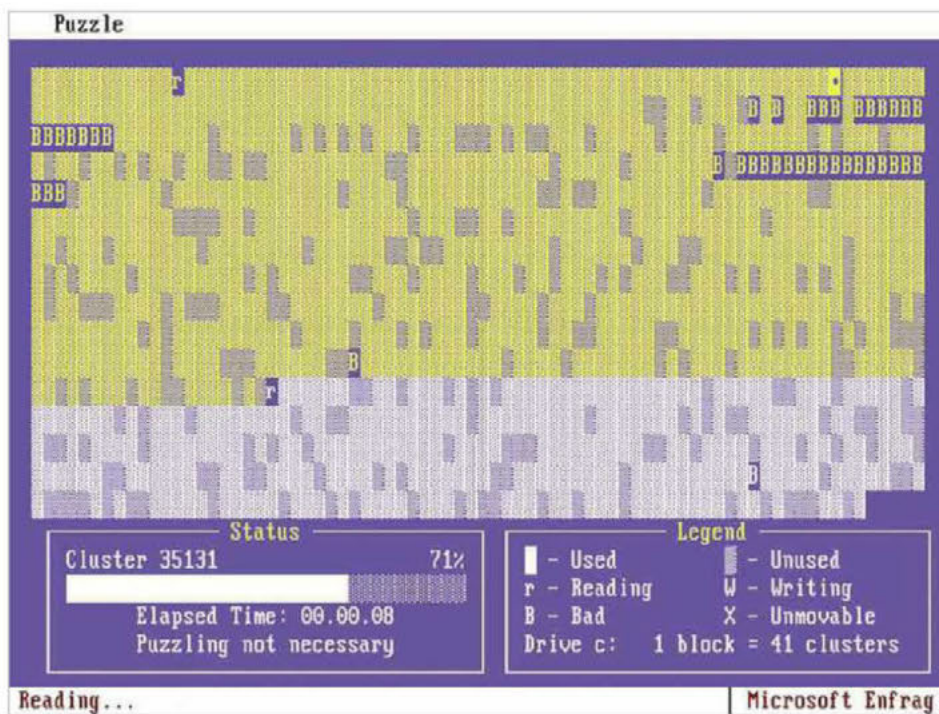 Puzzle
r
B B BBB BBBBBB
BBBBBBB
B BBBBBBBBBBBBBBBB
BBB
B
r
B
Status
Cluster 35131 71%
Elapsed Time: 00.00.08
Puzzling not necessary
Legend
- Used
- Unused
r - Reading
W - Writing
B - Bad
X - Unmovable
Drive c: 1 block = 41 clusters
Reading...
Microsoft Enfrag